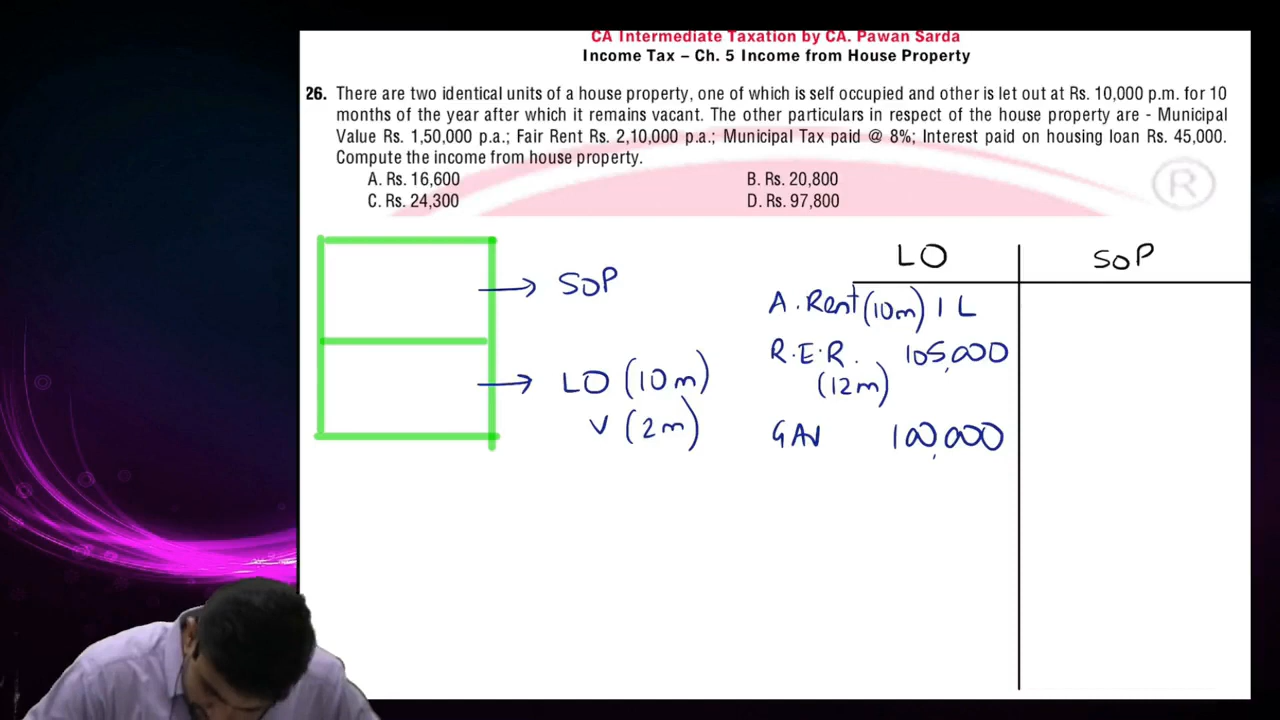 CA Intermediate Taxation by CA. Pawan Sarda
Income Tax – Ch. 5 Income from House Property
26. There are two identical units of a house property, one of which is self occupied and other is let out at Rs. 10,000 p.m. for 10
months of the year after which it remains vacant. The other particulars in respect of the house property are - Municipal
Value Rs. 1,50,000 p.a.; Fair Rent Rs. 2,10,000 p.a.; Municipal Tax paid @ 8%; Interest paid on housing loan Rs. 45,000.
Compute the income from house property.
A. Rs. 16,600 B. Rs. 20,800
C. Rs. 24,300 D. Rs. 97,800
®
LO SOP
→ SOP
A. Rent (10m) 1 L
R.E.R. 105,000
(12m)
→ LO (10m)
V (2m)
GAV 100,000